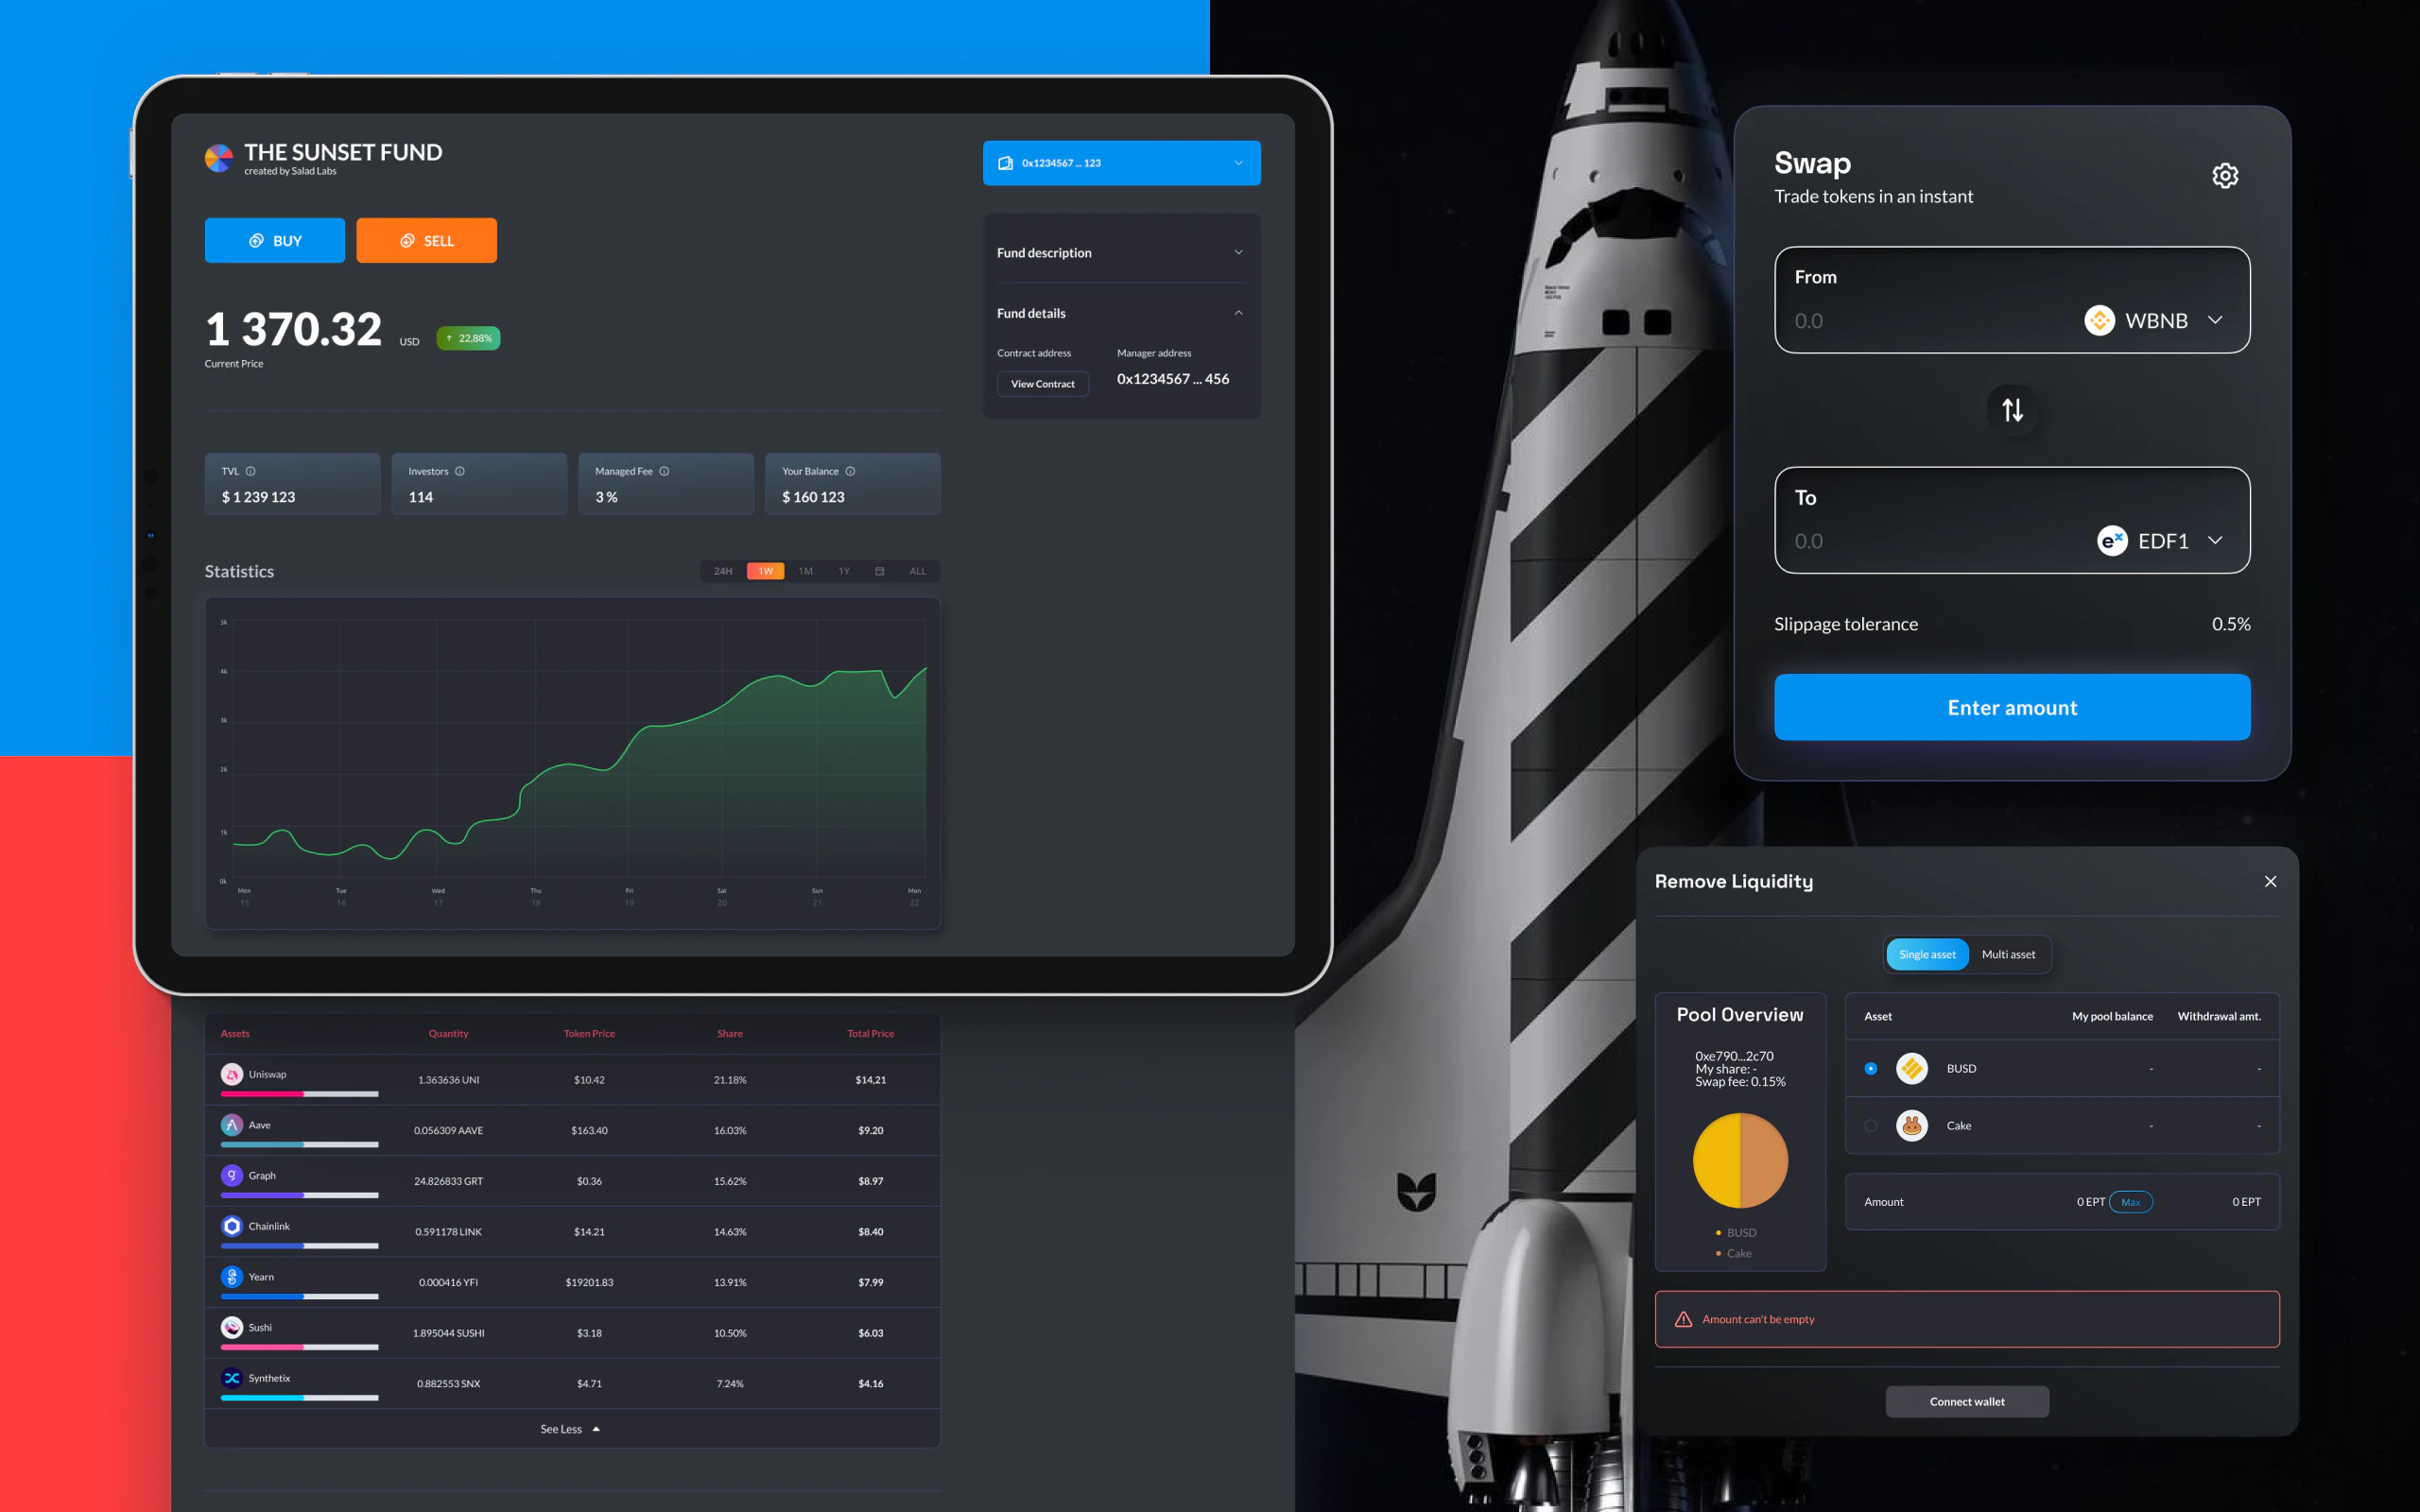 THE SUNSET FUND
created by Salad Labs
0x1234567 ... 123
BUY
SELL
1 370.32 USD ↑ 22,88%
Current Price
Fund description
Fund details
Contract address Manager address
View Contract 0x1234567 ... 456
TVL Investors Managed Fee Your Balance
$ 1 239 123 114 3 % $ 160 123
Statistics 24H 1W 1M 1Y ALL
5k
4k
3k
2k
1k
0k
Mon Tue Wed Thu Fri Sat Sun Mon
15 16 17 18 19 20 21 22
Assets Quantity Token Price Share Total Price
Uniswap 1.363636 UNI $10.42 21.18% $14,21
Aave 0.056309 AAVE $163.40 16.03% $9.20
Graph 24.826833 GRT $0.36 15.62% $8.97
Chainlink 0.591178 LINK $14.21 14.63% $8.40
Yearn 0.000416 YFI $19201.83 13.91% $7.99
Sushi 1.895044 SUSHI $3.18 10.50% $6.03
Synthetix 0.882553 SNX $4.71 7.24% $4.16
See Less
Swap
Trade tokens in an instant
From
0.0 WBNB
To
0.0 EDF1
Slippage tolerance 0.5%
Enter amount
Remove Liquidity
Single asset Multi asset
Pool Overview
0xe790...2c70
My share: -
Swap fee: 0.15%
BUSD
Cake
Asset My pool balance Withdrawal amt.
BUSD - -
Cake - -
Amount 0 EPT Max 0 EPT
Amount can't be empty
Connect wallet